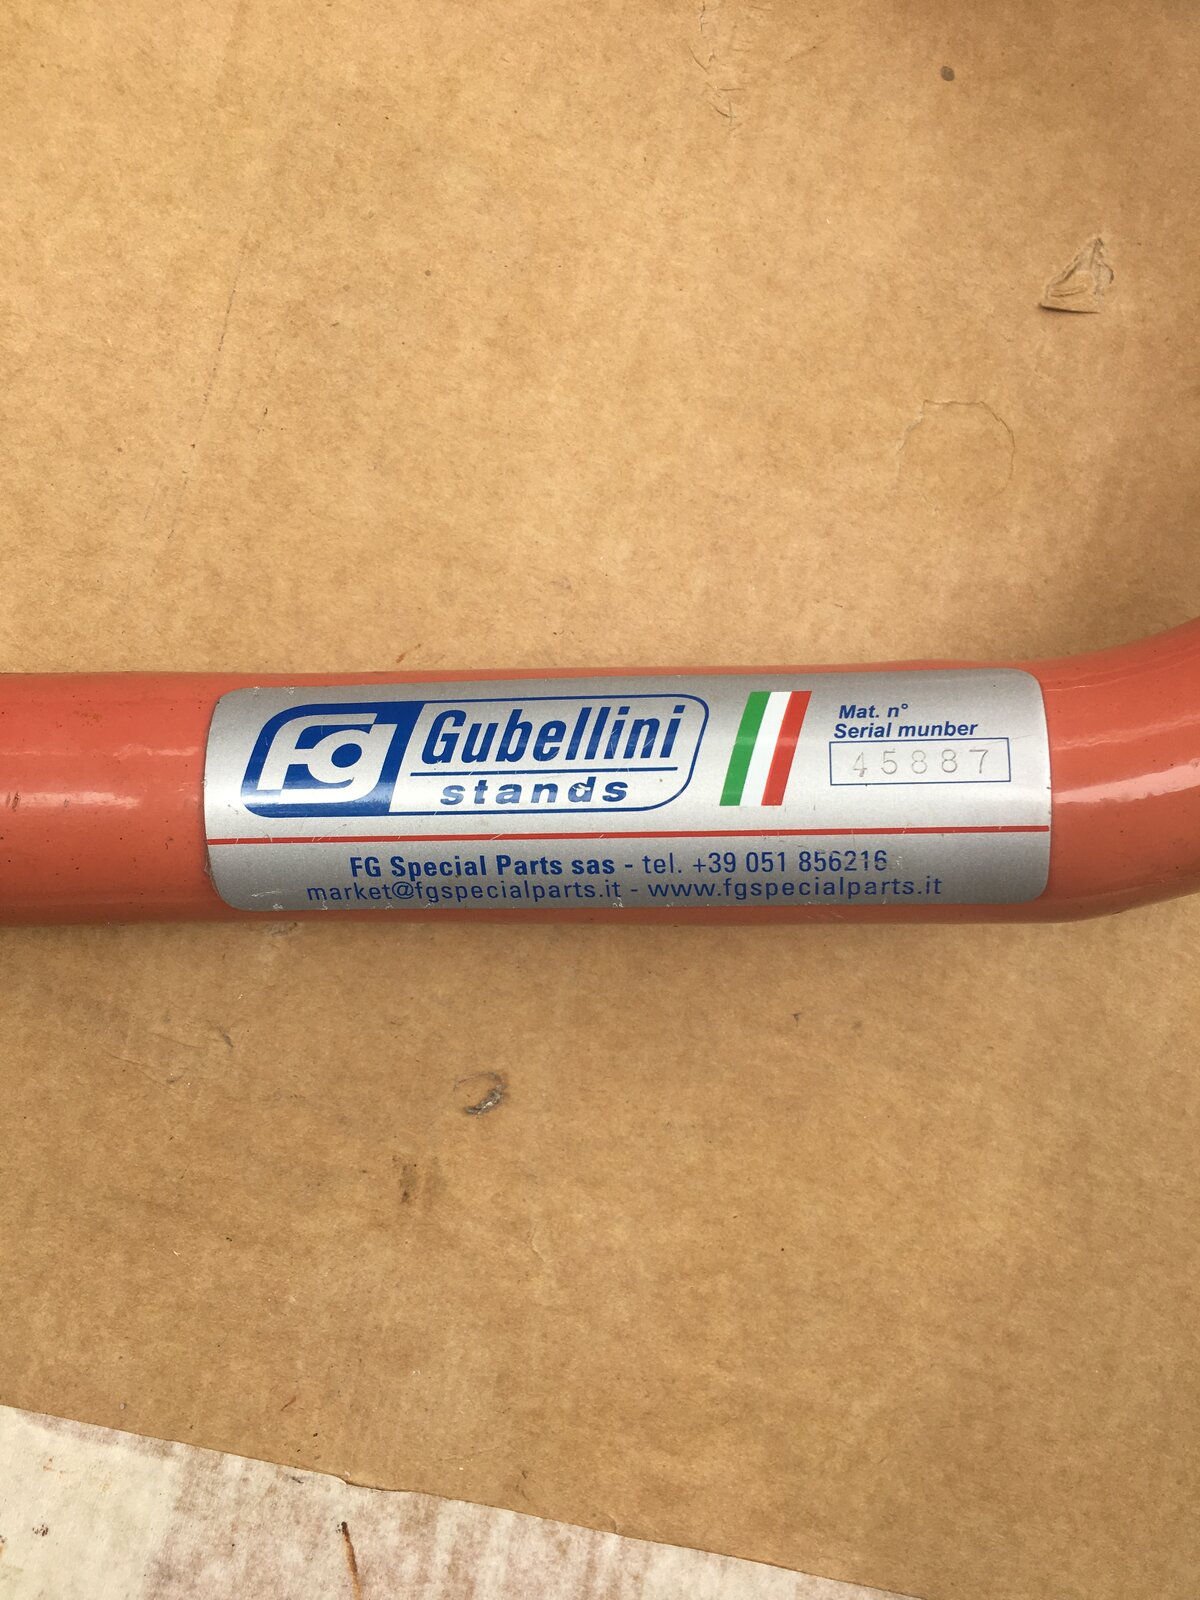 FG Gubellini
stands
Mat. n°
Serial munber
45887
FG Special Parts sas - tel. +39 051 856216
market@fgspecialparts.it - www.fgspecialparts.it